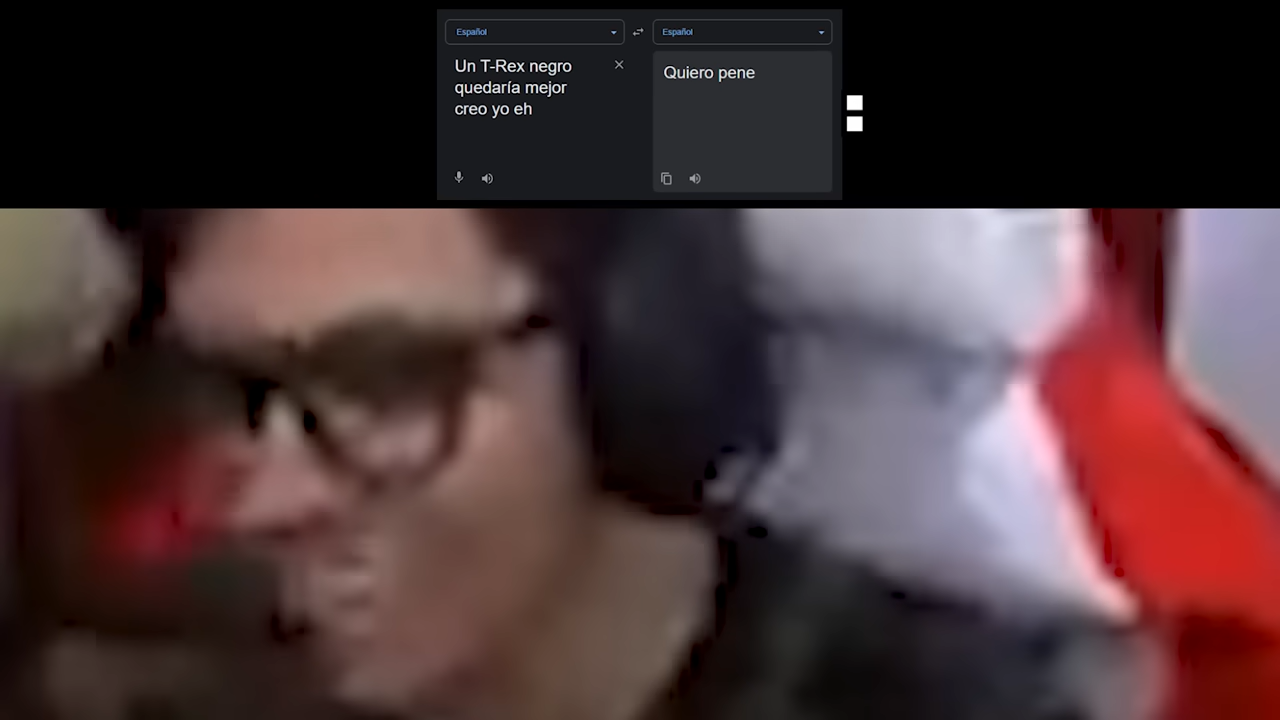 Español
Español
Un T-Rex negro
quedaría mejor
creo yo eh
Quiero pene
: